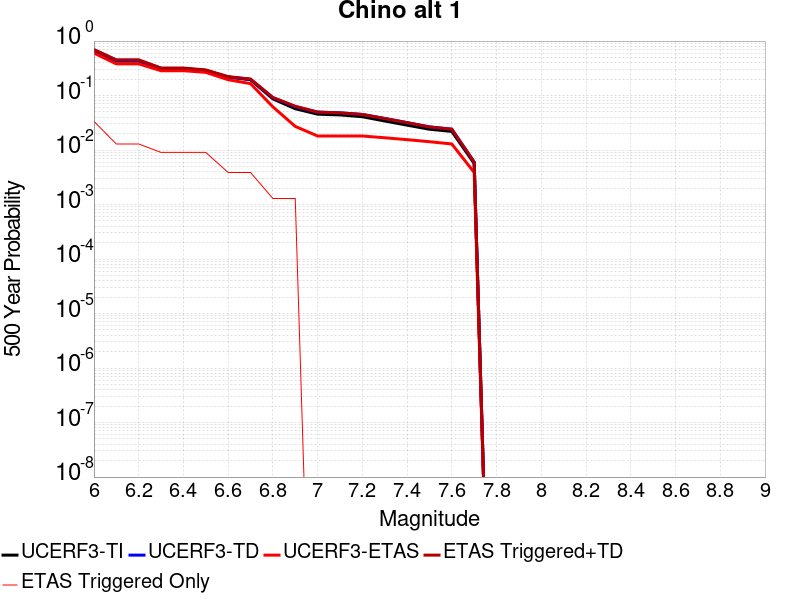 Chino alt 1
10^0
10^-1
10^-2
10^-3
10^-4
10^-5
10^-6
10^-7
10^-8
500 Year Probability
6 6.2 6.4 6.6 6.8 7 7.2 7.4 7.6 7.8 8 8.2 8.4 8.6 8.8 9
Magnitude
UCERF3-TI UCERF3-TD UCERF3-ETAS ETAS Triggered+TD
ETAS Triggered Only